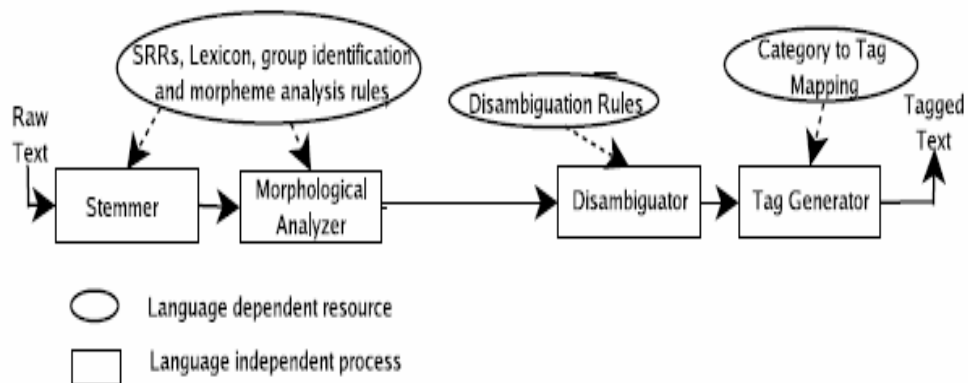 SRRs, Lexicon, group identification
and morpheme analysis rules
Category to Tag
Mapping
Disambiguation Rules
Raw
Text
Tagged
Text
Stemmer
Morphological
Analyzer
Disambiguator
Tag Generator
Language dependent resource
Language independent process